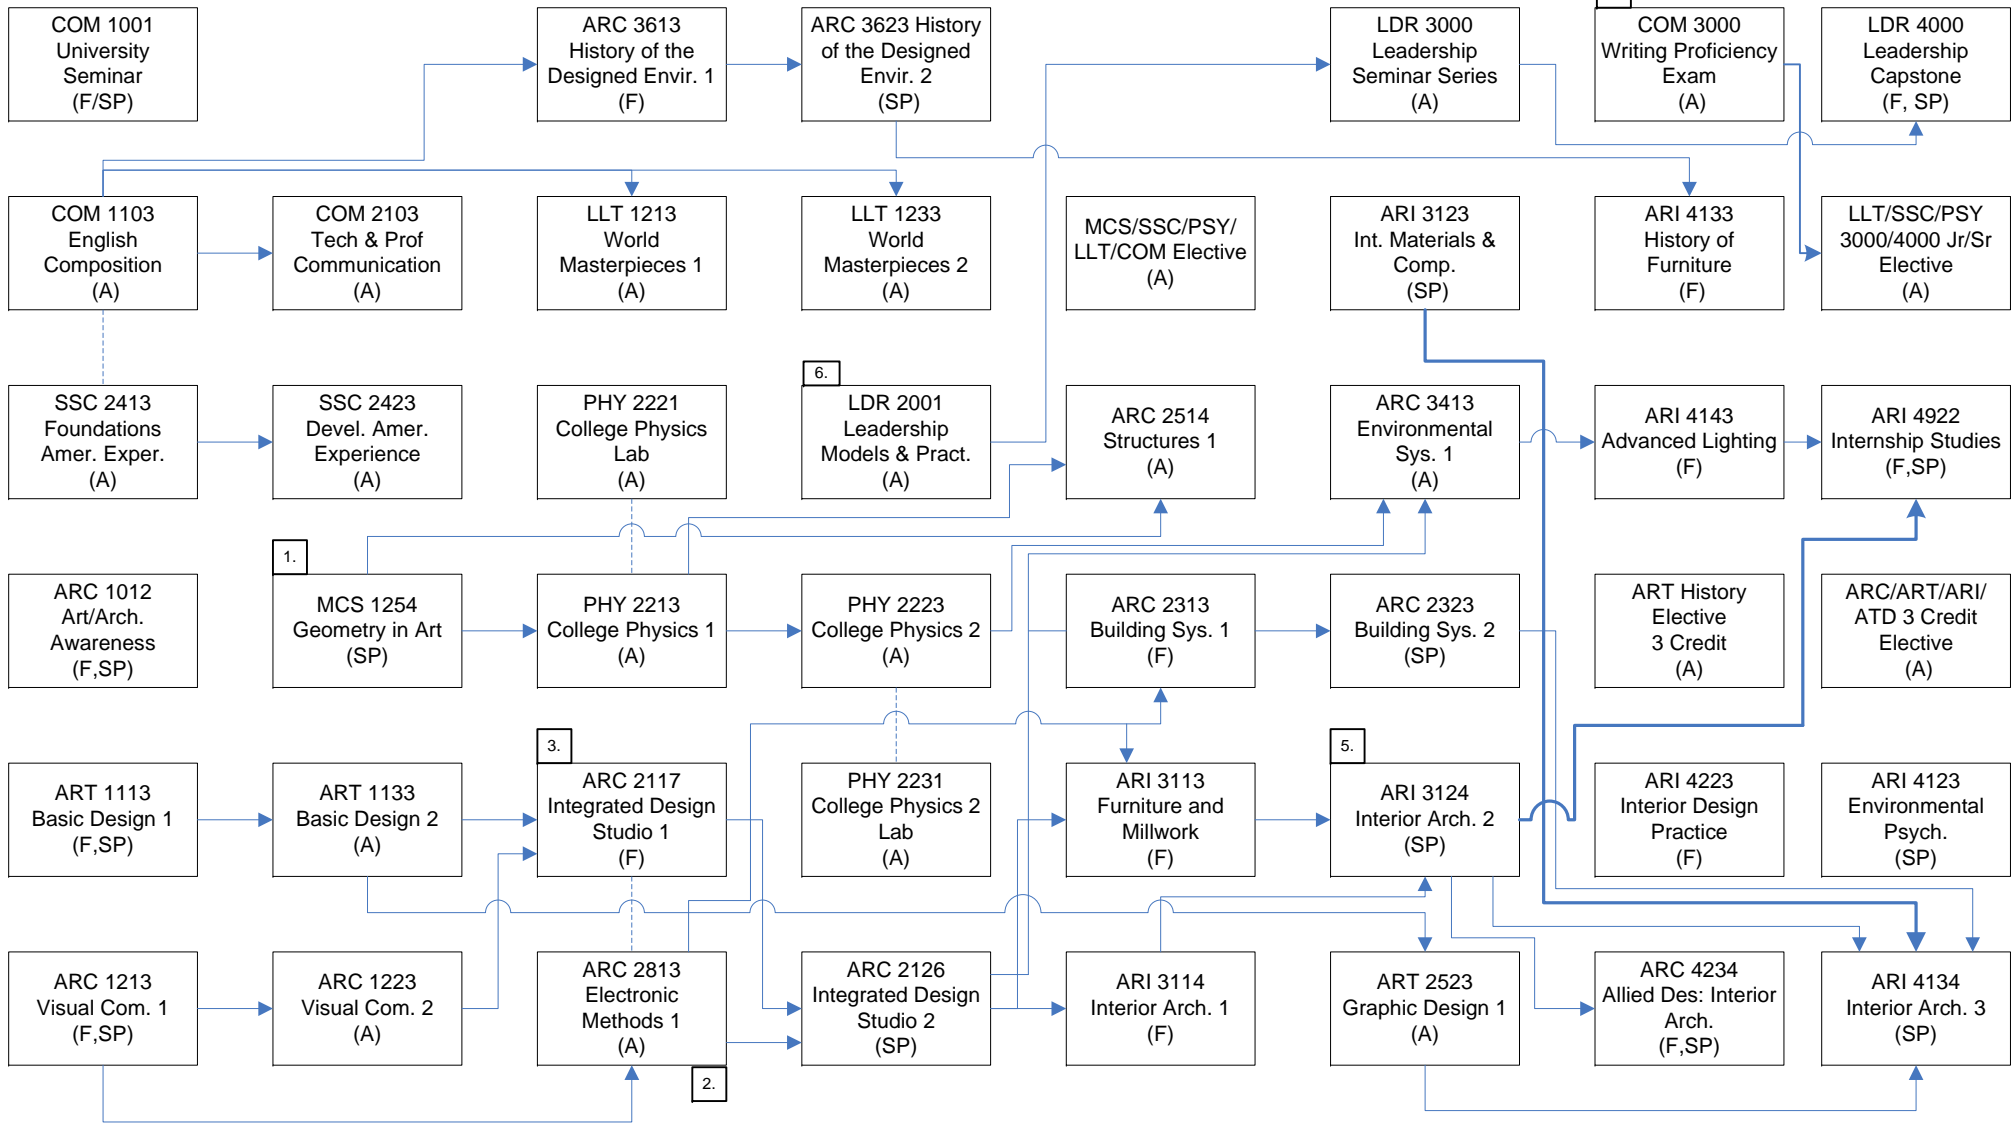 COM 1001
University
Seminar
(F/SP)
ARC 3613
History of the
Designed Envir. 1
(F)
ARC 3623 History
of the Designed
Envir. 2
(SP)
LDR 3000
Leadership
Seminar Series
(A)
COM 3000
Writing Proficiency
Exam
(A)
LDR 4000
Leadership
Capstone
(F, SP)
COM 1103
English
Composition
(A)
COM 2103
Tech & Prof
Communication
(A)
LLT 1213
World
Masterpieces 1
(A)
LLT 1233
World
Masterpieces 2
(A)
MCS/SSC/PSY/
LLT/COM Elective
(A)
ARI 3123
Int. Materials &
Comp.
(SP)
ARI 4133
History of
Furniture
(F)
LLT/SSC/PSY
3000/4000 Jr/Sr
Elective
(A)
SSC 2413
Foundations
Amer. Exper.
(A)
SSC 2423
Devel. Amer.
Experience
(A)
PHY 2221
College Physics
Lab
(A)
6.
LDR 2001
Leadership
Models & Pract.
(A)
ARC 2514
Structures 1
(A)
ARC 3413
Environmental
Sys. 1
(A)
ARI 4143
Advanced Lighting
(F)
ARI 4922
Internship Studies
(F,SP)
ARC 1012
Art/Arch.
Awareness
(F,SP)
1.
MCS 1254
Geometry in Art
(SP)
PHY 2213
College Physics 1
(A)
PHY 2223
College Physics 2
(A)
ARC 2313
Building Sys. 1
(F)
ARC 2323
Building Sys. 2
(SP)
ART History
Elective
3 Credit
(A)
ARC/ART/ARI/
ATD 3 Credit
Elective
(A)
ART 1113
Basic Design 1
(F,SP)
ART 1133
Basic Design 2
(A)
3.
ARC 2117
Integrated Design
Studio 1
(F)
PHY 2231
College Physics 2
Lab
(A)
ARI 3113
Furniture and
Millwork
(F)
5.
ARI 3124
Interior Arch. 2
(SP)
ARI 4223
Interior Design
Practice
(F)
ARI 4123
Environmental
Psych.
(SP)
ARC 1213
Visual Com. 1
(F,SP)
ARC 1223
Visual Com. 2
(A)
ARC 2813
Electronic
Methods 1
(A)
2.
ARC 2126
Integrated Design
Studio 2
(SP)
ARI 3114
Interior Arch. 1
(F)
ART 2523
Graphic Design 1
(A)
ARC 4234
Allied Des: Interior
Arch.
(F,SP)
ARI 4134
Interior Arch. 3
(SP)